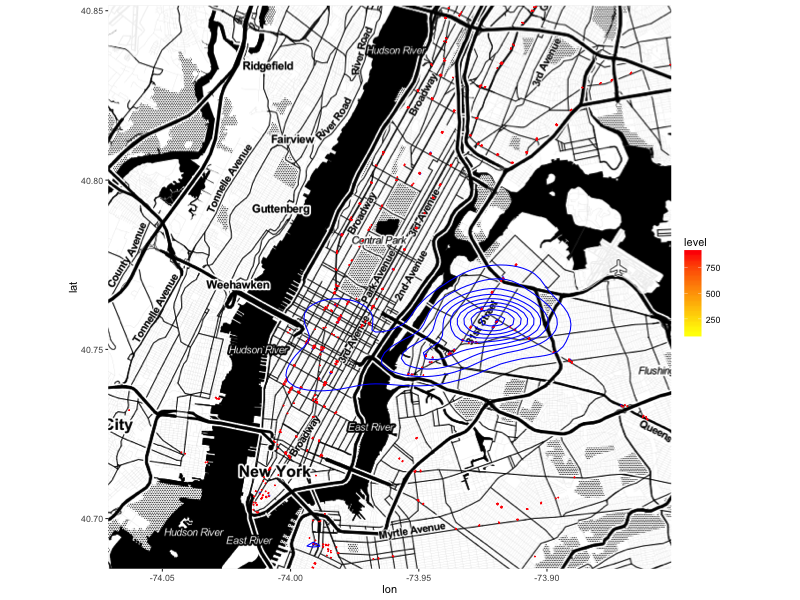 40.85
40.80
40.75
40.70
lat
-74.05
-74.00
-73.95
-73.90
lon
level
750
500
250
Hudson River
River Road
Ridgefield
3rd Avenue
Broadway
Fairview
River Road
Tonnelle Avenue
Guttenberg
Broadway
3rd Avenue
County Avenue
Central Park
Park Avenue
2nd Avenue
Weehawken
Tonnelle Avenue
31st Street
Hudson River
3rd Avenue
Flushing
City
Broadway
East River
Queens
New York
Hudson River
East River
Myrtle Avenue